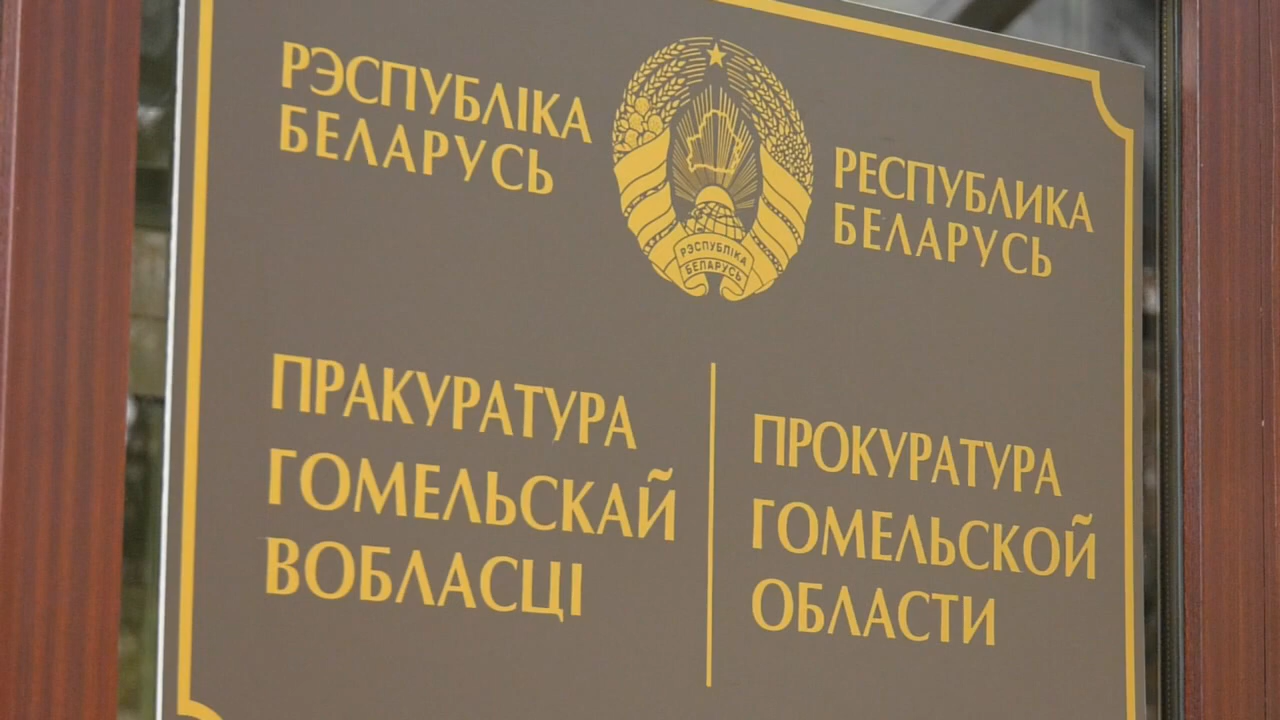 РЭСПУБЛІКА
БЕЛАРУСЬ
РЭСПУБЛІКА
БЕЛАРУСЬ
РЕСПУБЛИКА
БЕЛАРУСЬ
ПРАКУРАТУРА
ГОМЕЛЬСКАЙ
ВОБЛАСЦІ
ПРОКУРАТУРА
ГОМЕЛЬСКОЙ
ОБЛАСТИ